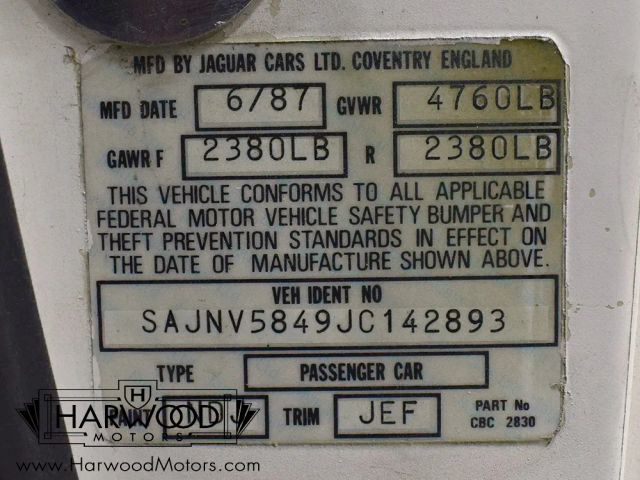 MFD BY JAGUAR CARS LTD. COVENTRY ENGLAND
MFD DATE 6/87 GVWR 4760LB
GAWR F 2380LB R 2380LB
THIS VEHICLE CONFORMS TO ALL APPLICABLE
FEDERAL MOTOR VEHICLE SAFETY BUMPER AND
THEFT PREVENTION STANDARDS IN EFFECT ON
THE DATE OF MANUFACTURE SHOWN ABOVE.
VEH IDENT NO
SAJNV5849JC142893
TYPE PASSENGER CAR
TRIM JEF PART No
CBC 2830
H
HARWOOD
MOTORS
www.HarwoodMotors.com